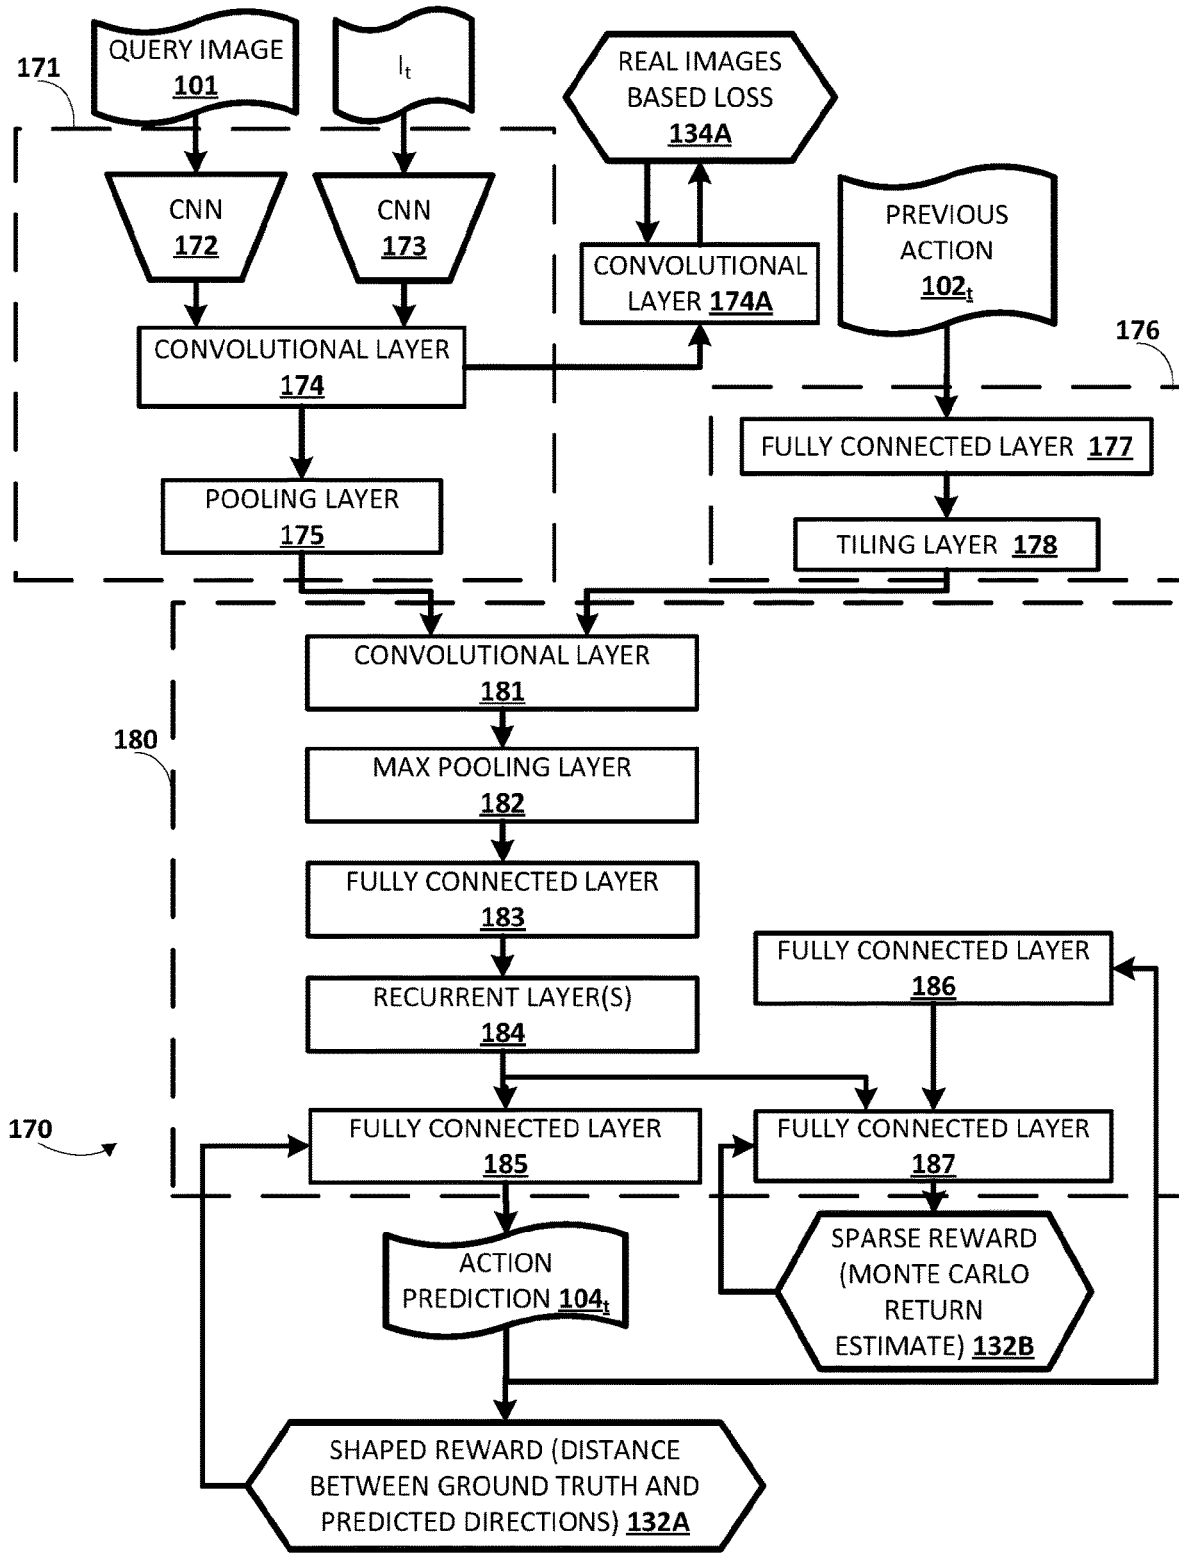 QUERY IMAGE
101
I_t
171
REAL IMAGES
BASED LOSS
134A
CNN
172
CNN
173
PREVIOUS
ACTION
102_t
CONVOLUTIONAL
LAYER 174A
CONVOLUTIONAL LAYER
174
176
FULLY CONNECTED LAYER 177
POOLING LAYER
175
TILING LAYER 178
CONVOLUTIONAL LAYER
181
180
MAX POOLING LAYER
182
FULLY CONNECTED LAYER
183
FULLY CONNECTED LAYER
186
RECURRENT LAYER(S)
184
170
FULLY CONNECTED LAYER
185
FULLY CONNECTED LAYER
187
ACTION
PREDICTION 104_t
SPARSE REWARD
(MONTE CARLO
RETURN
ESTIMATE) 132B
SHAPED REWARD (DISTANCE
BETWEEN GROUND TRUTH AND
PREDICTED DIRECTIONS) 132A